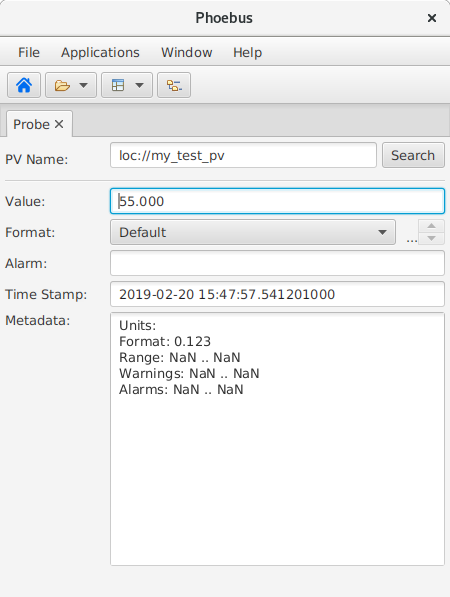 Phoebus
File Applications Window Help
Probe
PV Name: loc://my_test_pv Search
Value: 55.000
Format: Default ...
Alarm:
Time Stamp: 2019-02-20 15:47:57.541201000
Metadata: Units:
Format: 0.123
Range: NaN .. NaN
Warnings: NaN .. NaN
Alarms: NaN .. NaN